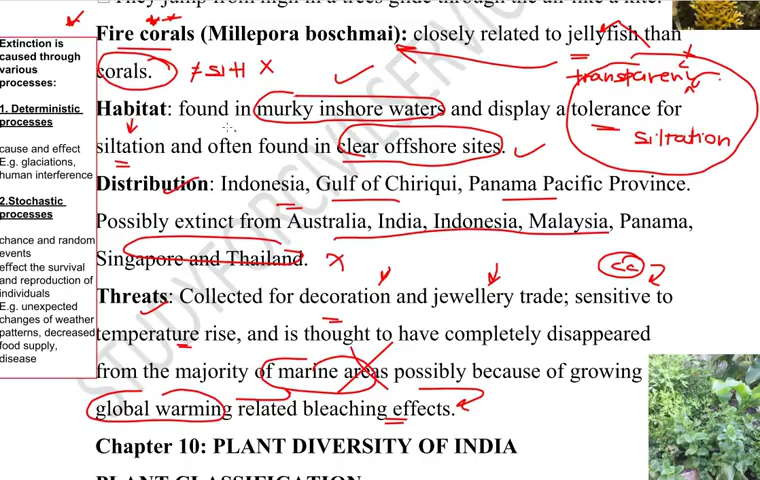 They jump from high in a trees glide through the air like a kite.
Fire corals (Millepora boschmai): closely related to jellyfish than
corals.
≠ silt X
transparency
siltation
Habitat: found in murky inshore waters and display a tolerance for
siltation and often found in clear offshore sites.
Distribution: Indonesia, Gulf of Chiriqui, Panama Pacific Province.
Possibly extinct from Australia, India, Indonesia, Malaysia, Panama,
Singapore and Thailand.
X
CC
Threats: Collected for decoration and jewellery trade; sensitive to
temperature rise, and is thought to have completely disappeared
from the majority of marine areas possibly because of growing
global warming related bleaching effects.
Chapter 10: PLANT DIVERSITY OF INDIA
PLANT CLASSIFICATION
Extinction is
caused through
various
processes:
1. Deterministic
processes
cause and effect
E.g. glaciations,
human interference
2.Stochastic
processes
chance and random
events
effect the survival
and reproduction of
individuals
E.g. unexpected
changes of weather
patterns, decreased
food supply,
disease
STUDYFORCIVILSERVICES